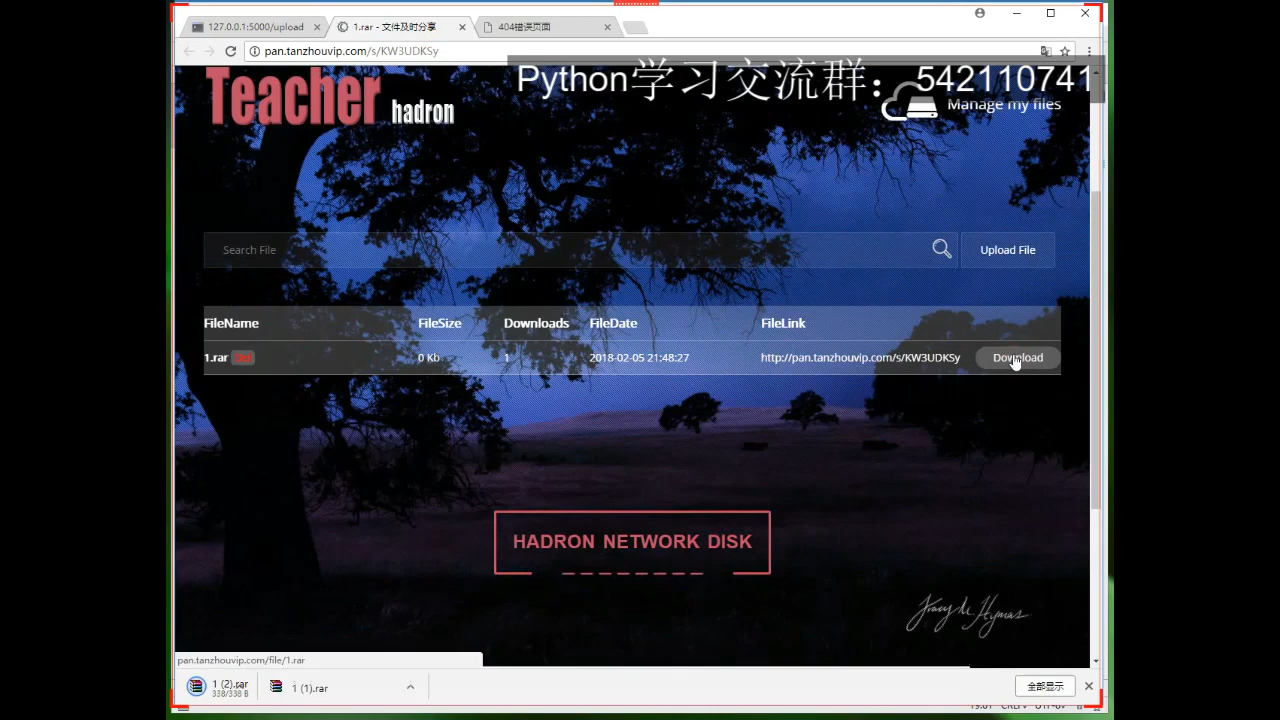 127.0.0.1:5000/upload
1.rar - 文件及时分享
404错误页面
pan.tanzhouvip.com/s/KW3UDKSy
Python学习交流群：542110741
Teacher hadron
Manage my files
Search File
Upload File
FileName FileSize Downloads FileDate FileLink
1.rar Del 0 Kb 1 2018-02-05 21:48:27 http://pan.tanzhouvip.com/s/KW3UDKSy Download
HADRON NETWORK DISK
pan.tanzhouvip.com/file/1.rar
1 (2).rar
338/338 B
1 (1).rar
全部显示